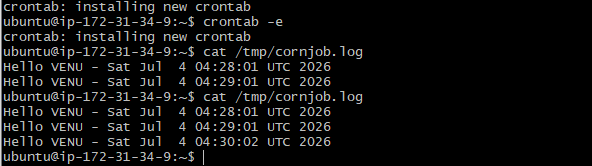 crontab: installing new crontab
ubuntu@ip-172-31-34-9:~$ crontab -e
crontab: installing new crontab
ubuntu@ip-172-31-34-9:~$ cat /tmp/cornjob.log
Hello VENU - Sat Jul  4 04:28:01 UTC 2026
Hello VENU - Sat Jul  4 04:29:01 UTC 2026
ubuntu@ip-172-31-34-9:~$ cat /tmp/cornjob.log
Hello VENU - Sat Jul  4 04:28:01 UTC 2026
Hello VENU - Sat Jul  4 04:29:01 UTC 2026
Hello VENU - Sat Jul  4 04:30:02 UTC 2026
ubuntu@ip-172-31-34-9:~$